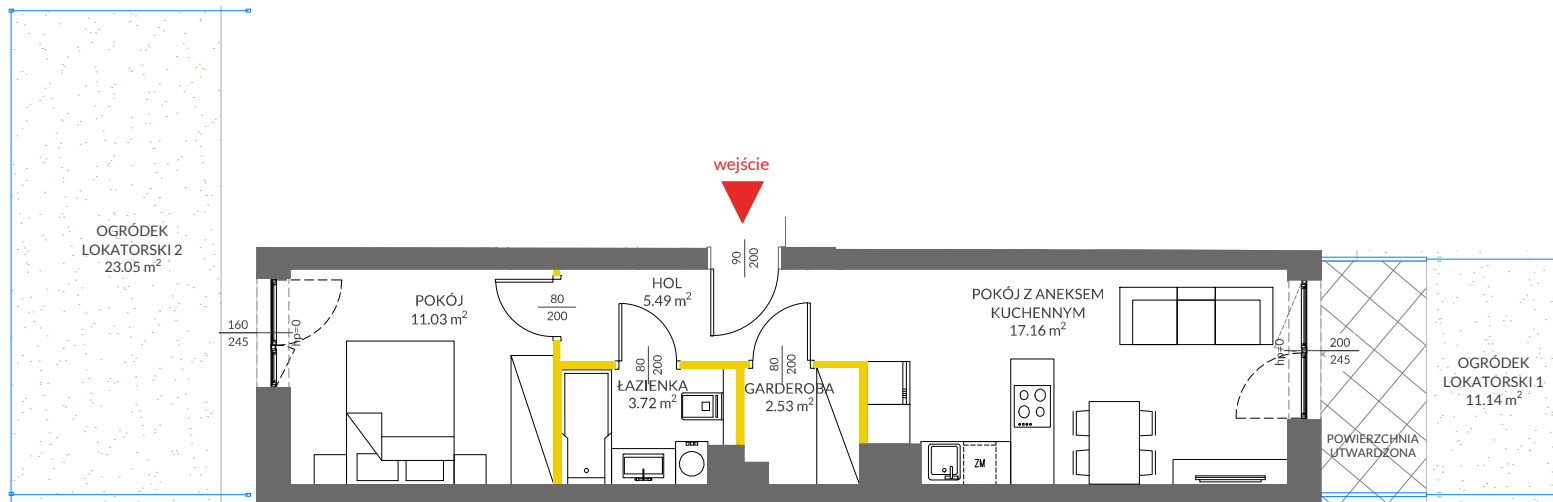 wejście
OGRÓDEK
LOKATORSKI 2
23.05 m²
160
245
hp=0
POKÓJ
11.03 m²
80
200
HOL
5.49 m²
90
200
80
200
ŁAZIENKA
3.72 m²
80
200
GARDEROBA
2.53 m²
POKÓJ Z ANEKSEM
KUCHENNYM
17.16 m²
ZM
hp=0
200
245
POWIERZCHNIA
UTWARDZONA
OGRÓDEK
LOKATORSKI 1
11.14 m²